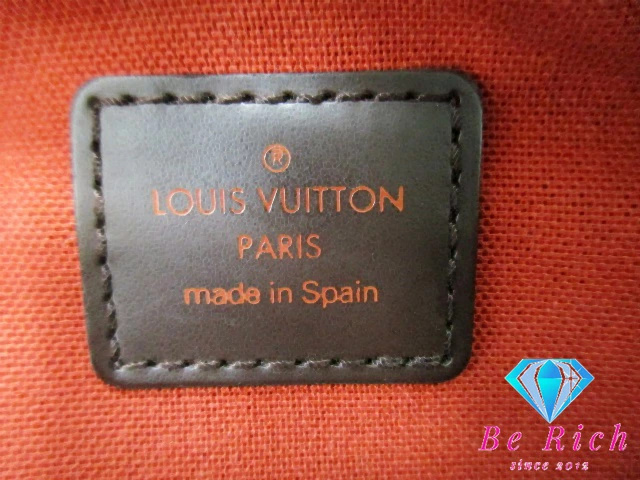 ®
LOUIS VUITTON
PARIS
made in Spain
Be Rich
since 2012